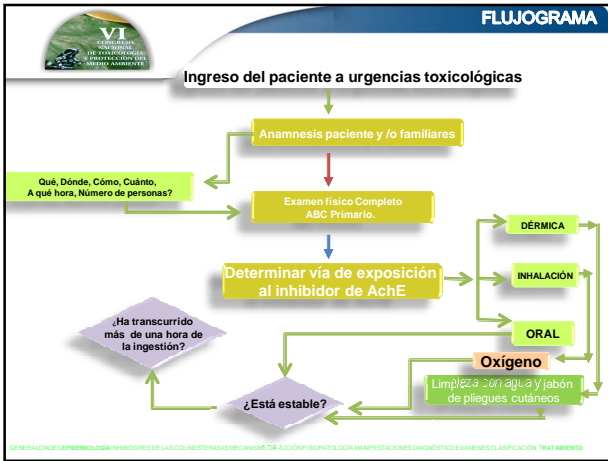 FLUJOGRAMA
VI
CONGRESO
NACIONAL
DE TOXICOLOGÍA
Y PROTECCIÓN DEL
MEDIO AMBIENTE
Ingreso del paciente a urgencias toxicológicas
Anamnesis paciente y /o familiares
Qué, Dónde, Cómo, Cuánto,
A qué hora, Número de personas?
Examen físico Completo
ABC Primario.
DÉRMICA
Determinar vía de exposición
al inhibidor de AchE
INHALACIÓN
ORAL
¿Ha transcurrido
más de una hora de
la ingestión?
Oxígeno
Limpieza con agua y jabón
de pliegues cutáneos
¿Está estable?
GENERALIDADES EPIDEMIOLOGÍA INHIBIDORES DE LAS COLINESTERASAS MECANISMO DE ACCIÓN FISIOPATOLOGÍA MANIFESTACIONES DIAGNÓSTICO EXAMENES CLASIFICACIÓN TRATAMIENTO